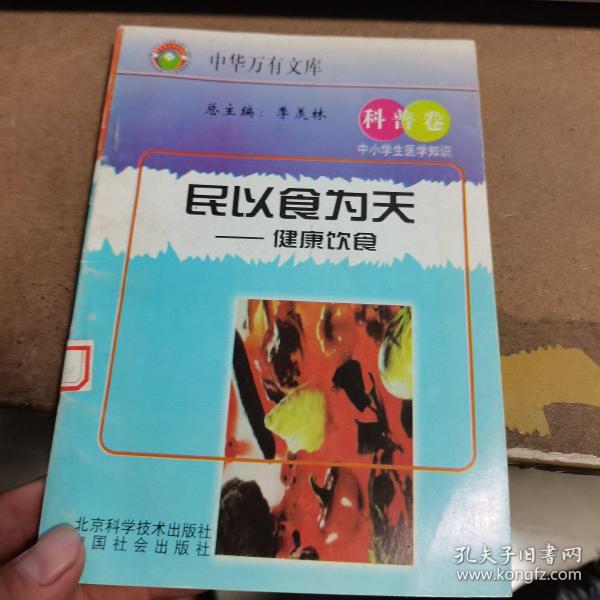 中华万有文库
总主编：季羡林
科普卷
中小学生医学知识
民以食为天
——健康饮食
北京科学技术出版社
国社会出版社
孔夫子旧书网
www.kongfz.com